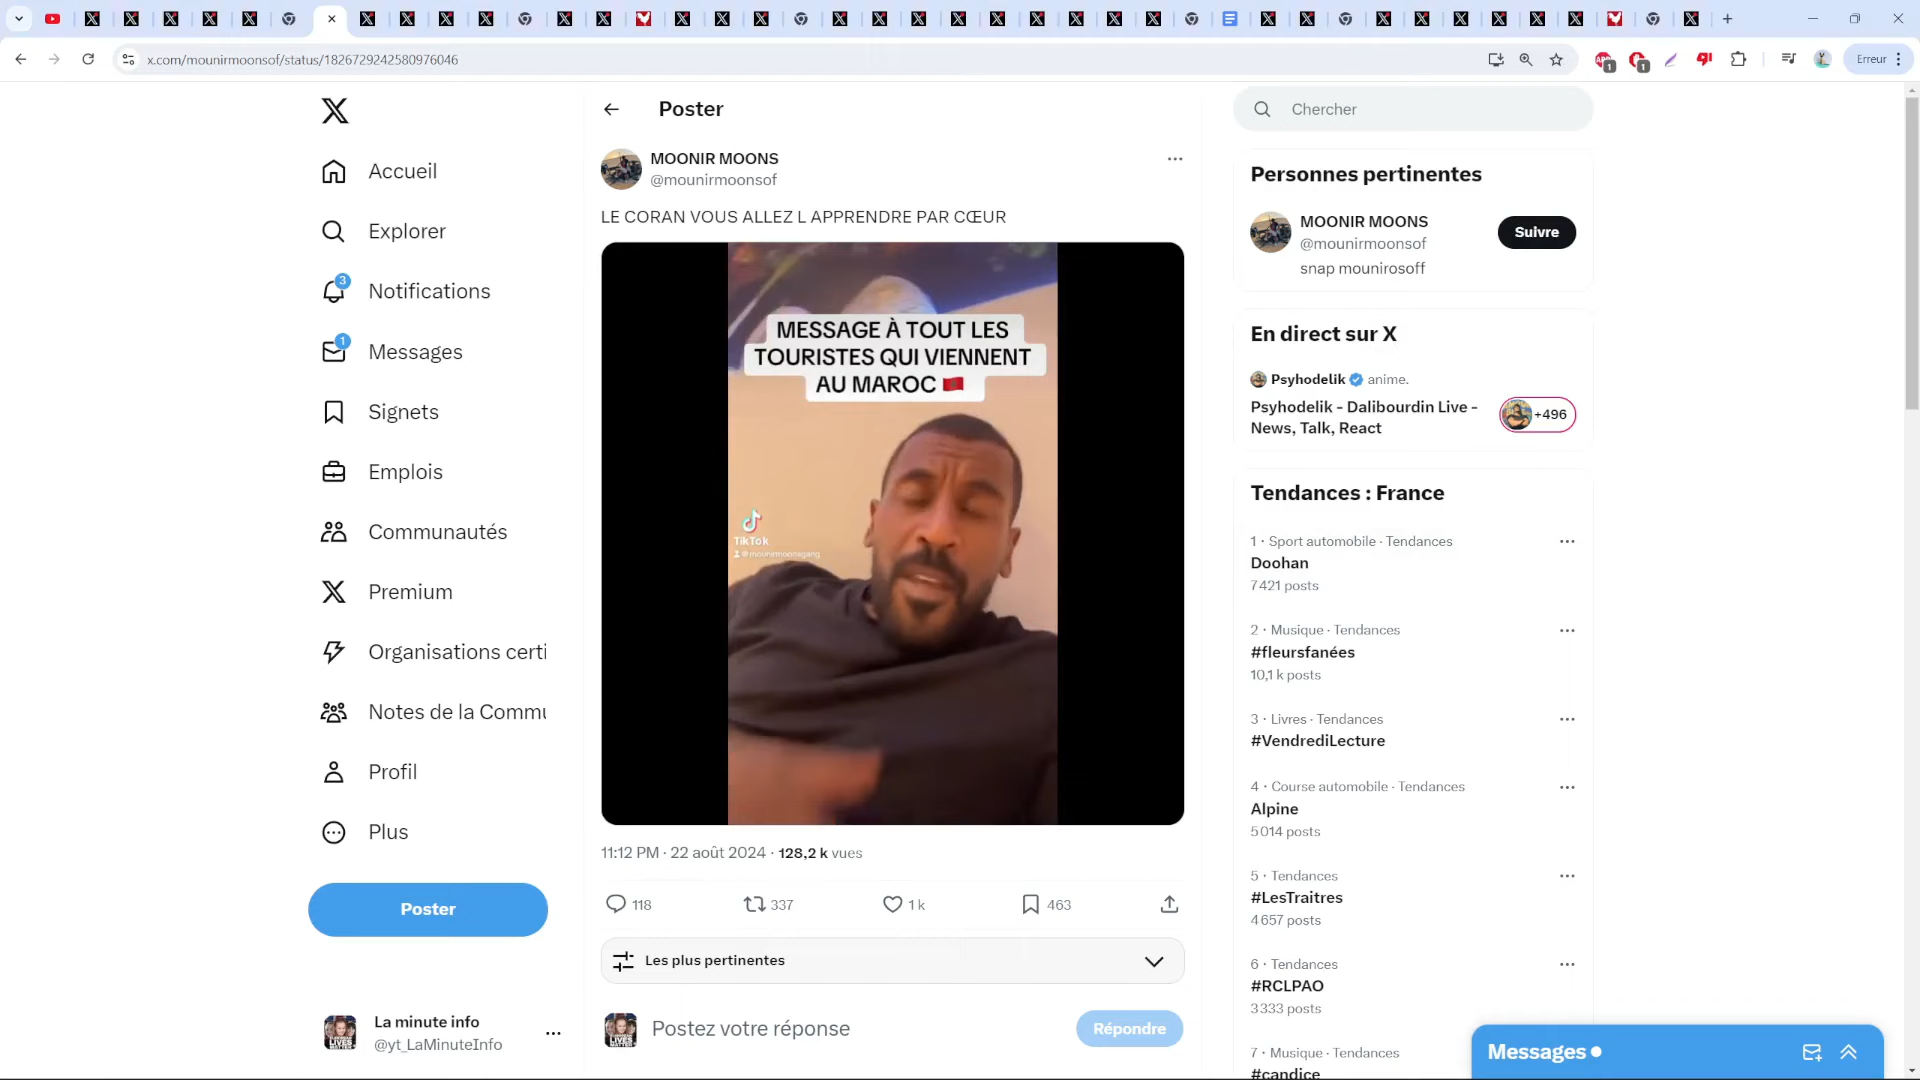 x.com/mounirmoonsof/status/1826729242580976046
1
1
Erreur
Accueil
Explorer
3
Notifications
1
Messages
Signets
Emplois
Communautés
Premium
Organisations certi
Notes de la Commu
Profil
Plus
Poster
La minute info
@yt_LaMinuteInfo
Poster
MOONIR MOONS
@mounirmoonsof
LE CORAN VOUS ALLEZ L APPRENDRE PAR CŒUR
MESSAGE À TOUT LES
TOURISTES QUI VIENNENT
AU MAROC 🇲🇦
TikTok
@mounirmoonsgang
11:12 PM · 22 août 2024 · 128,2 k vues
118 337 1 k 463
Les plus pertinentes
Postez votre réponse Répondre
Chercher
Personnes pertinentes
MOONIR MOONS
@mounirmoonsof
snap mounirosoff
Suivre
En direct sur X
Psyhodelik anime.
Psyhodelik - Dalibourdin Live -
News, Talk, React
+496
Tendances : France
1 · Sport automobile · Tendances
Doohan
7 421 posts
2 · Musique · Tendances
#fleursfanées
10,1 k posts
3 · Livres · Tendances
#VendrediLecture
4 · Course automobile · Tendances
Alpine
5 014 posts
5 · Tendances
#LesTraitres
4 657 posts
6 · Tendances
#RCLPAO
3 333 posts
7 · Musique · Tendances
#candice
Messages